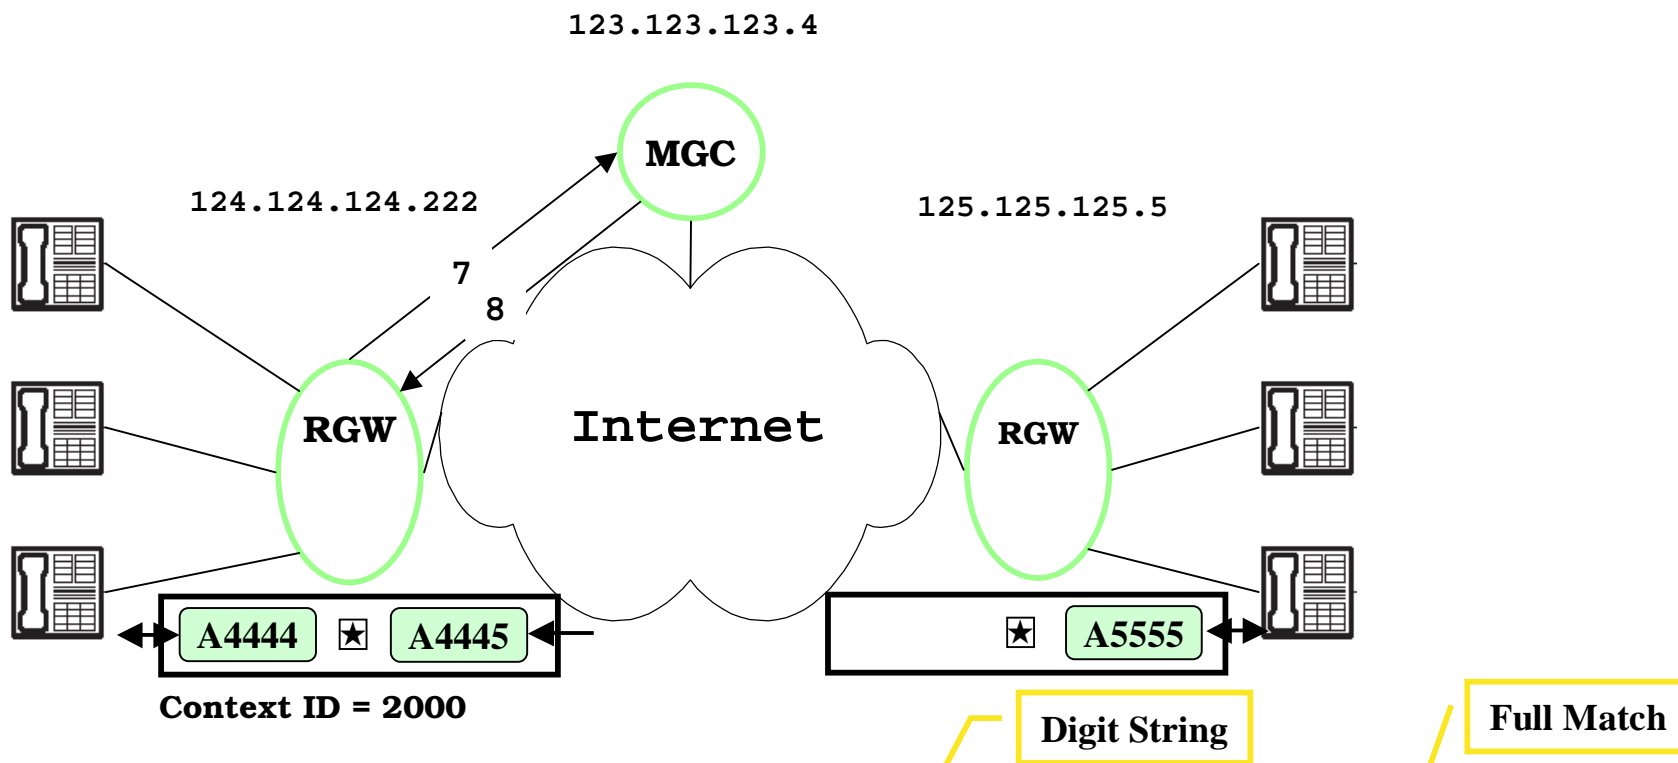 123.123.123.4
MGC
124.124.124.222
125.125.125.5
7
8
RGW
Internet
RGW
A4444
A4445
A5555
Context ID = 2000
Digit String
Full Match